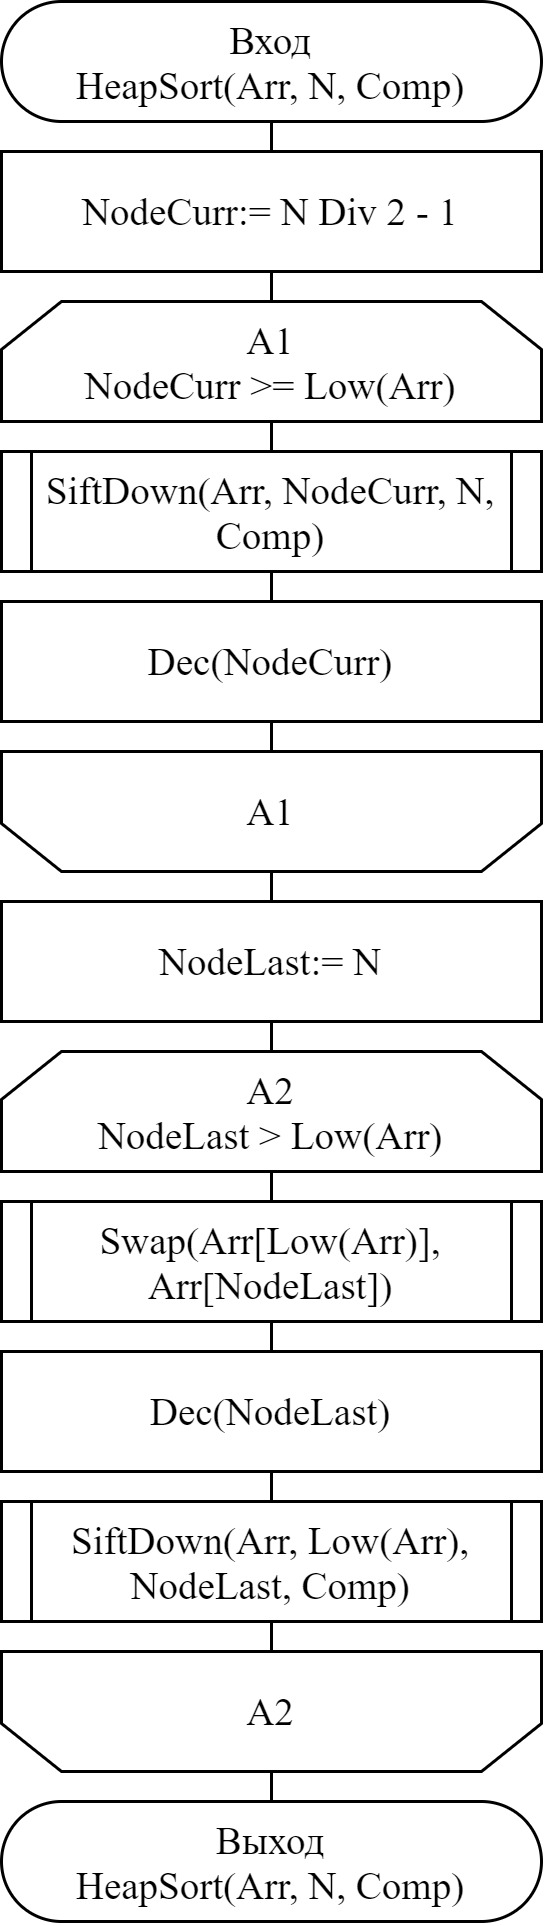 Вход
HeapSort(Arr, N, Comp)
NodeCurr:= N Div 2 - 1
A1
NodeCurr >= Low(Arr)
SiftDown(Arr, NodeCurr, N,
Comp)
Dec(NodeCurr)
A1
NodeLast:= N
A2
NodeLast > Low(Arr)
Swap(Arr[Low(Arr)],
Arr[NodeLast])
Dec(NodeLast)
SiftDown(Arr, Low(Arr),
NodeLast, Comp)
A2
Выход
HeapSort(Arr, N, Comp)